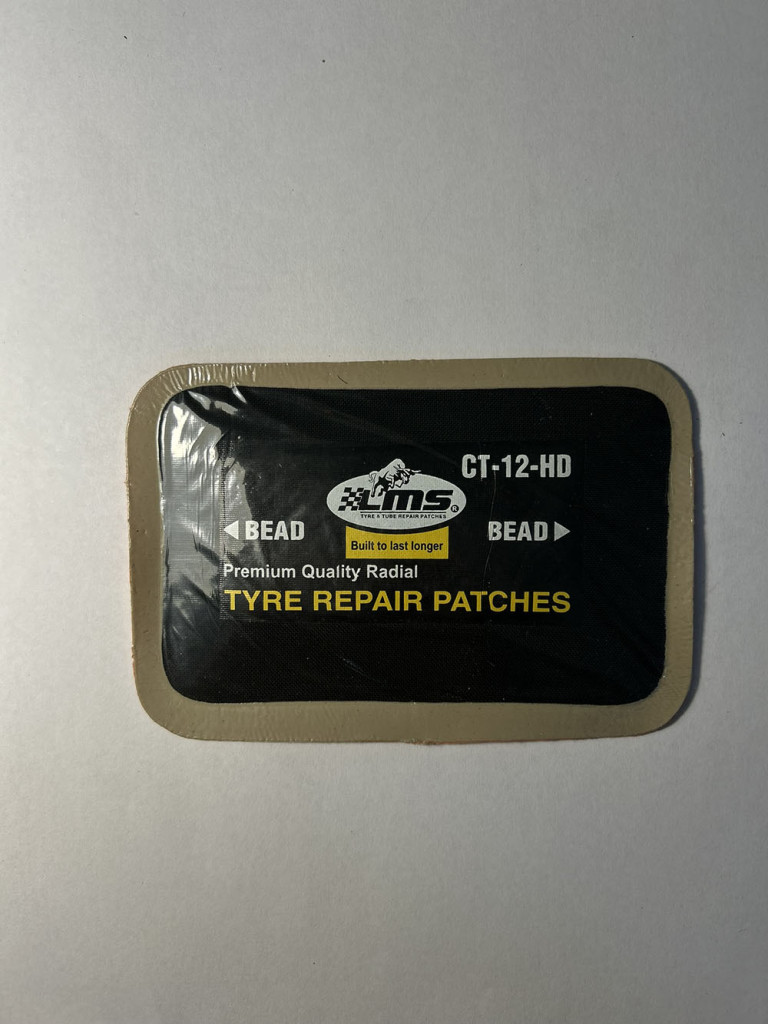 CT-12-HD
LMS
TYRE & TUBE REPAIR PATCHES
®
◀ BEAD
BEAD ▶
Built to last longer
Premium Quality Radial
TYRE REPAIR PATCHES